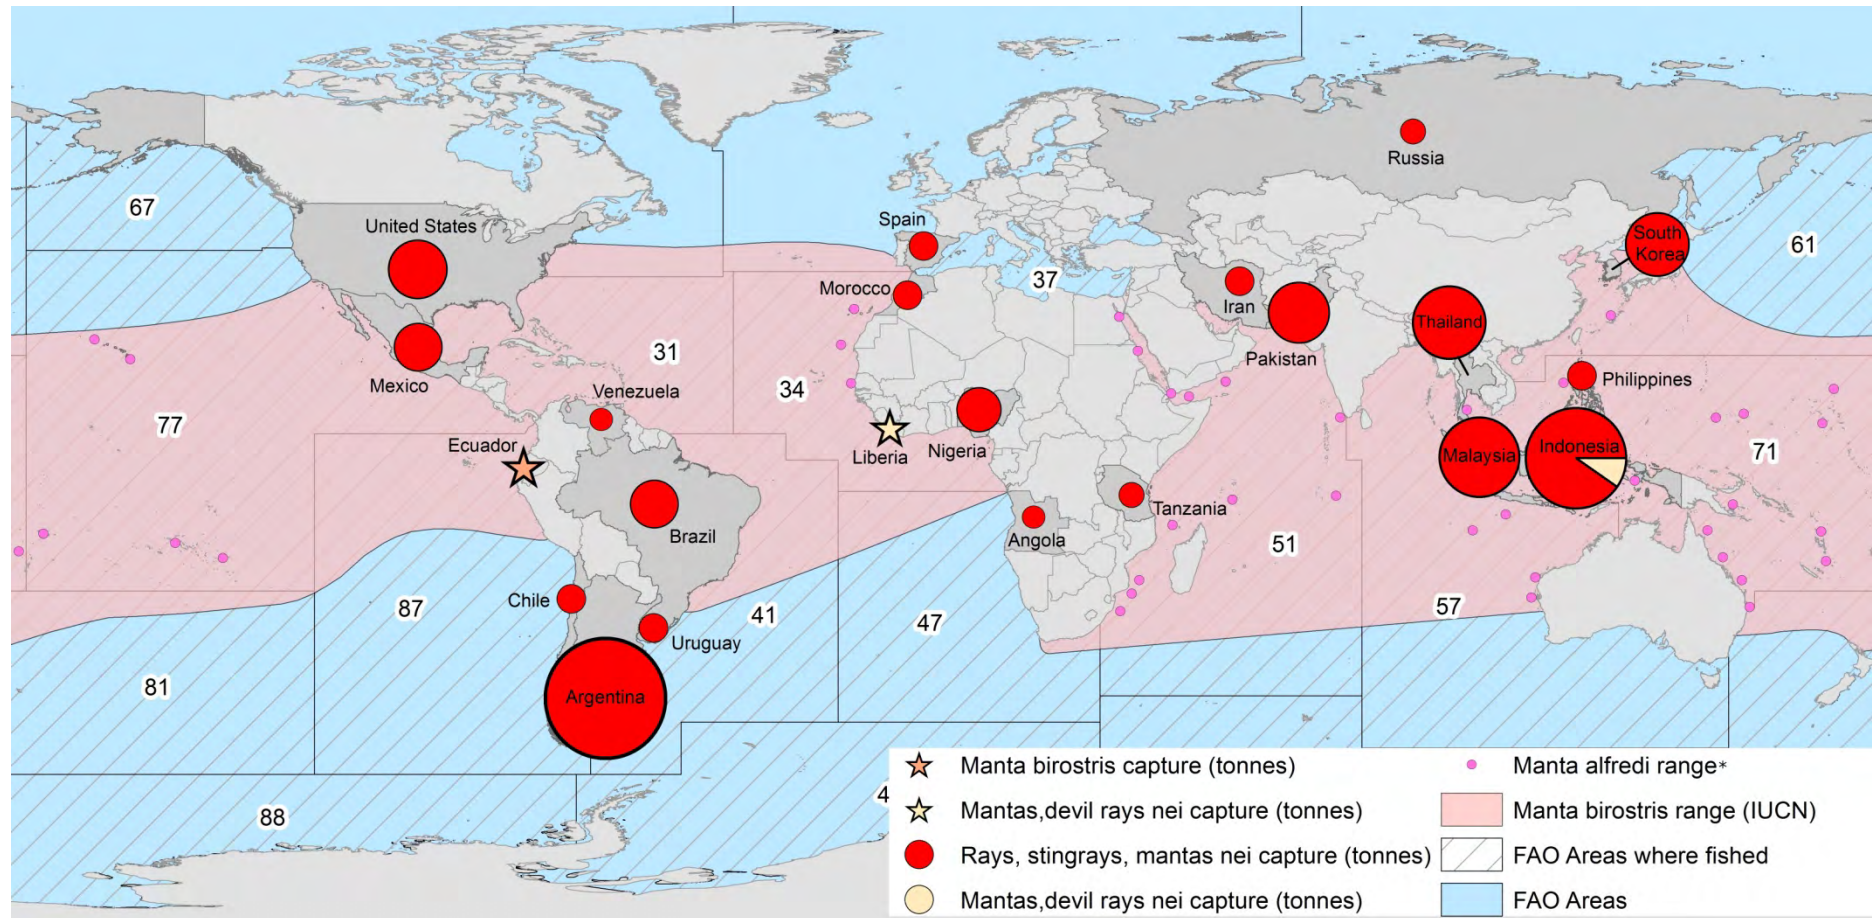 Russia
67
United States
Spain
South
Korea
61
37
Morocco
Iran
Thailand
31
Pakistan
Mexico
Venezuela
34
Philippines
77
Ecuador
Liberia
Nigeria
Malaysia
Indonesia
71
Brazil
Tanzania
Angola
51
Chile
87
41
47
57
Uruguay
81
Argentina
88
4
Manta birostris capture (tonnes)
Mantas,devil rays nei capture (tonnes)
Rays, stingrays, mantas nei capture (tonnes)
Mantas,devil rays nei capture (tonnes)
Manta alfredi range*
Manta birostris range (IUCN)
FAO Areas where fished
FAO Areas